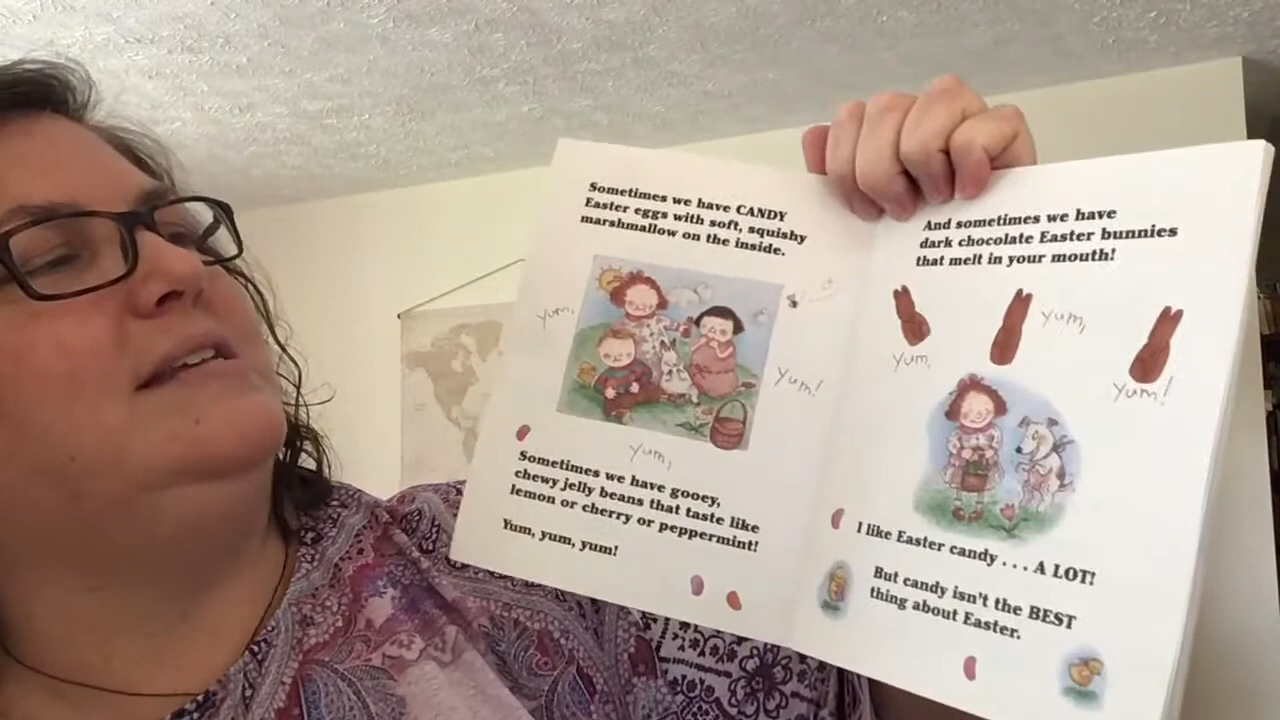 Sometimes we have CANDY
Easter eggs with soft, squishy
marshmallow on the inside.
yum,
yum!
yum,
Sometimes we have gooey,
chewy jelly beans that taste like
lemon or cherry or peppermint!
Yum, yum, yum!
And sometimes we have
dark chocolate Easter bunnies
that melt in your mouth!
yum,
yum,
yum!
I like Easter candy . . . A LOT!
But candy isn't the BEST
thing about Easter.